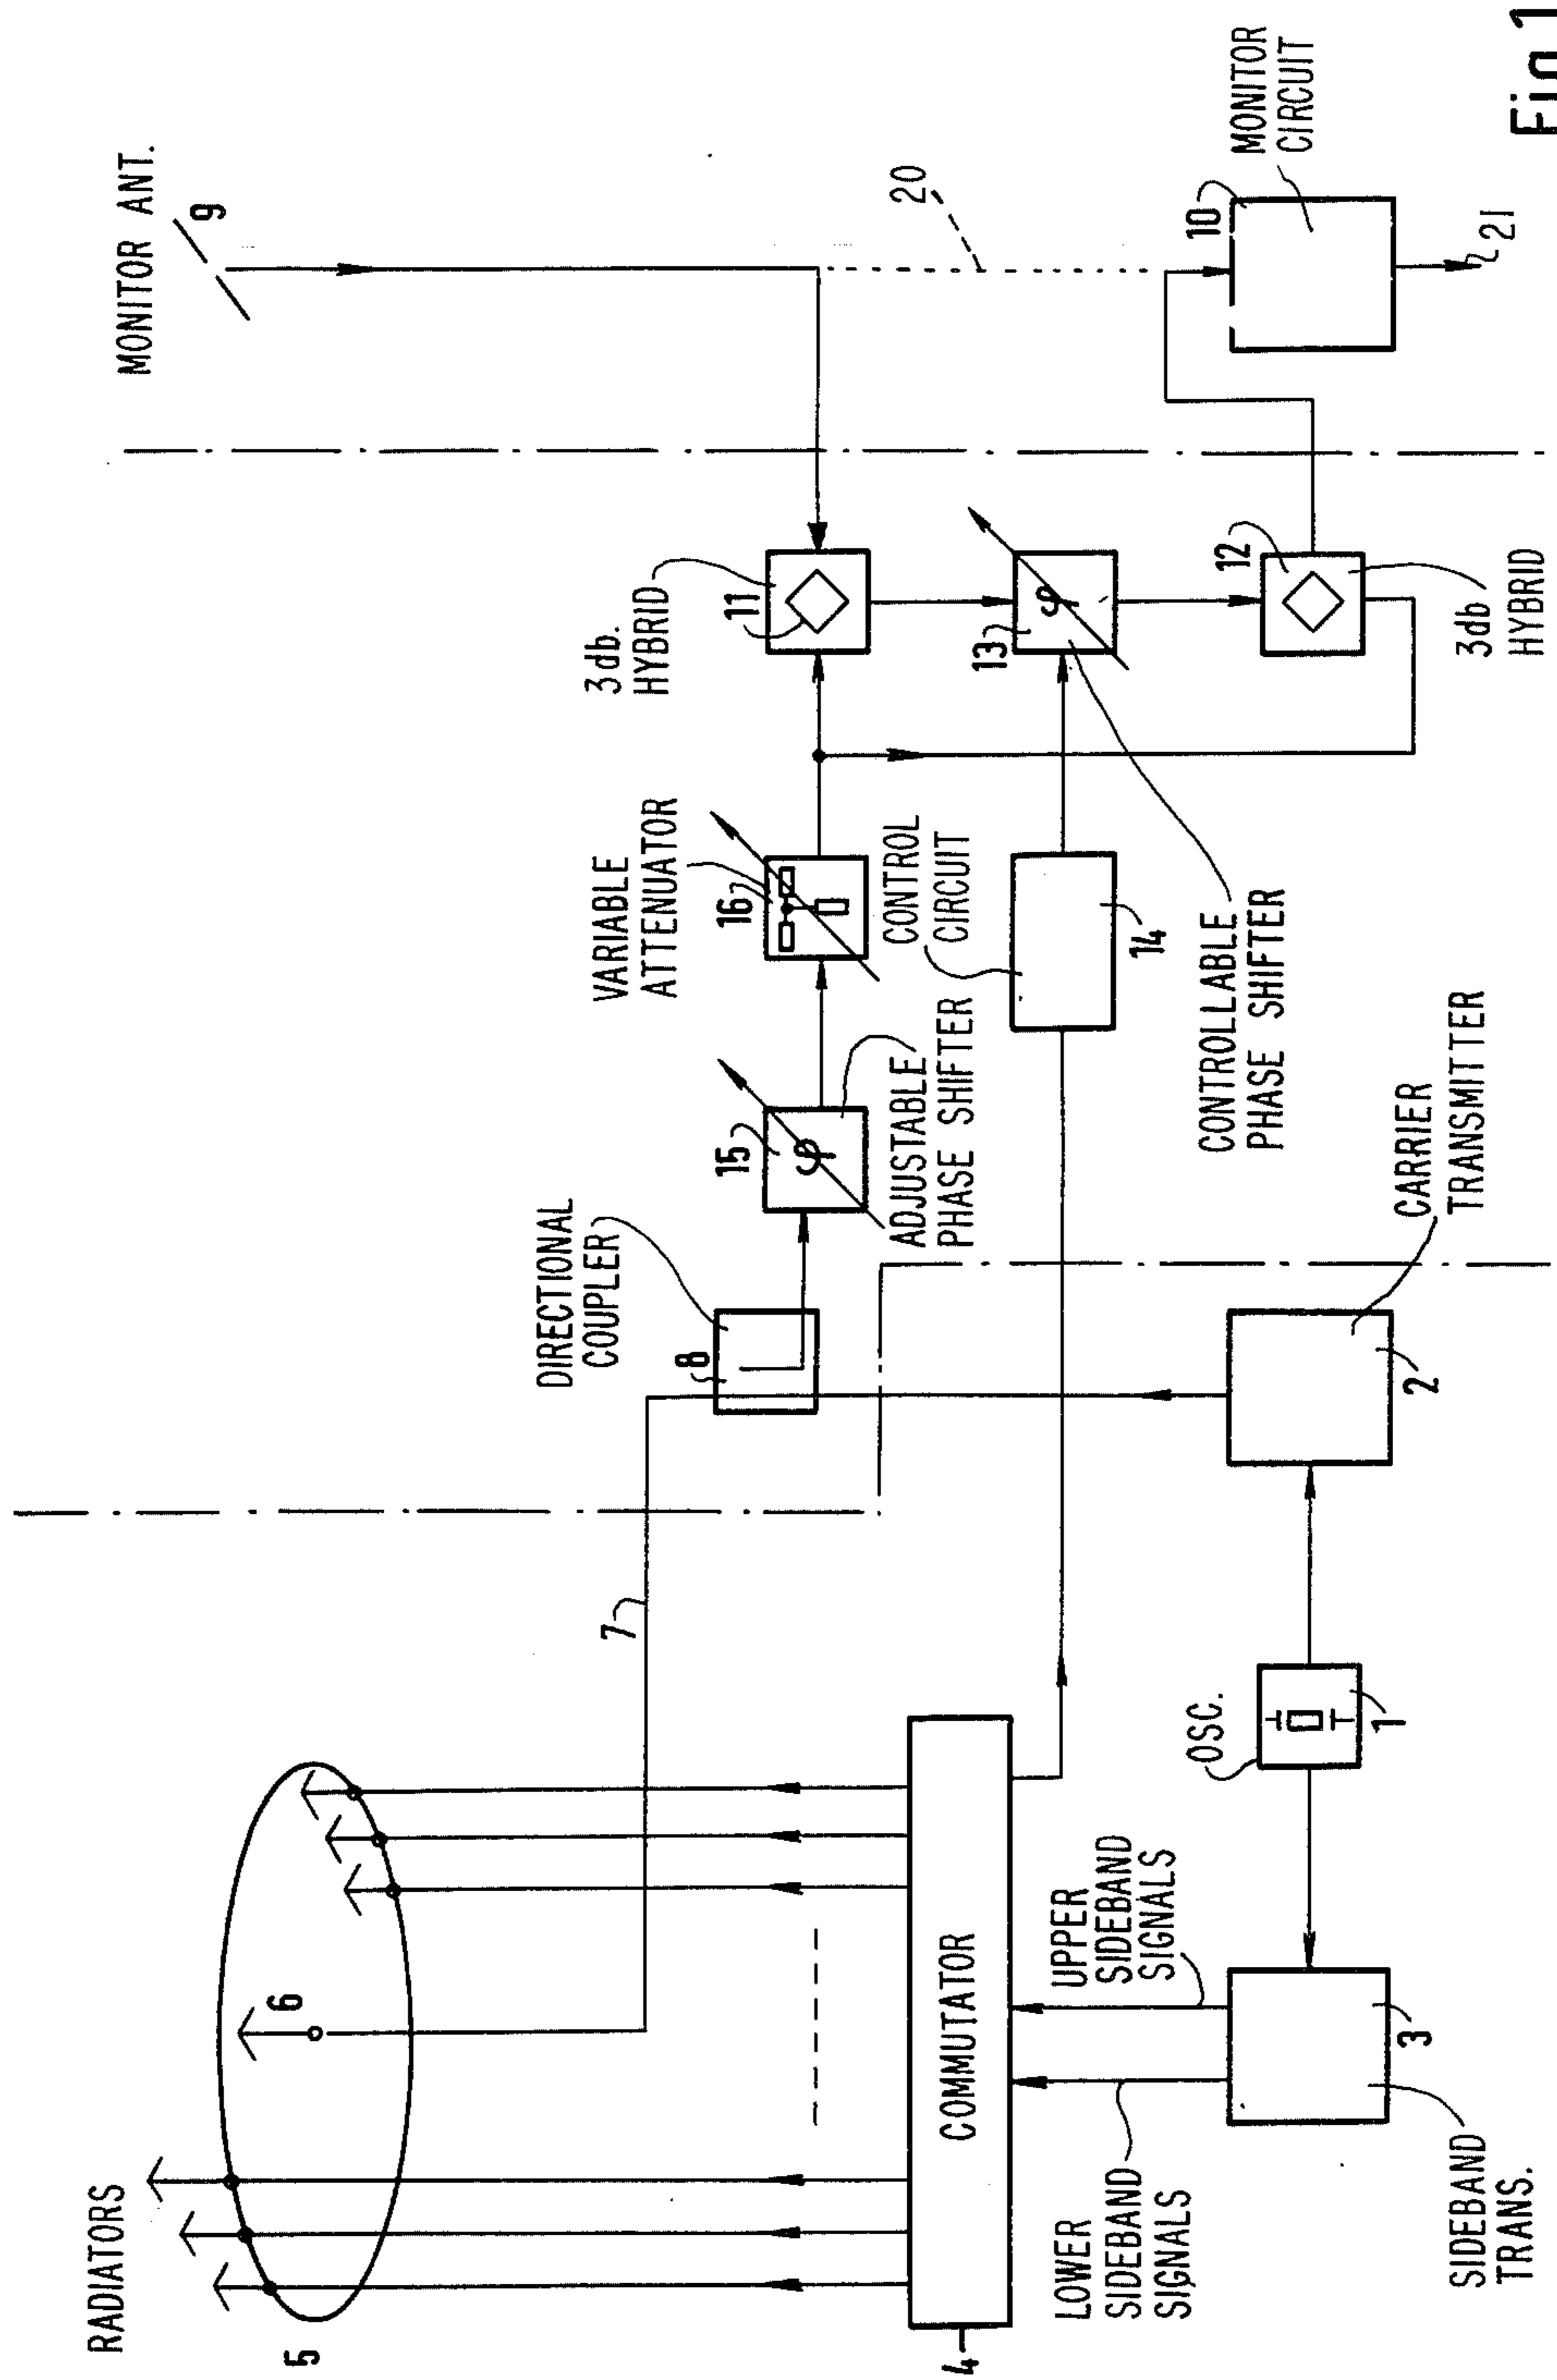 RADIATORS
5
6
7
4
COMMUTATOR
LOWER
SIDEBAND
SIGNALS
UPPER
SIDEBAND
SIGNALS
SIDEBAND
TRANS.
3
OSC.
1
CARRIER
TRANSMITTER
2
DIRECTIONAL
COUPLER
8
ADJUSTABLE
PHASE SHIFTER
15
φ
VARIABLE
ATTENUATOR
16
CONTROL
CIRCUIT
14
CONTROLLABLE
PHASE SHIFTER
13
φ
3db.
HYBRID
11
12
3db
HYBRID
MONITOR ANT.
9
20
10
MONITOR
CIRCUIT
21
Fig.1